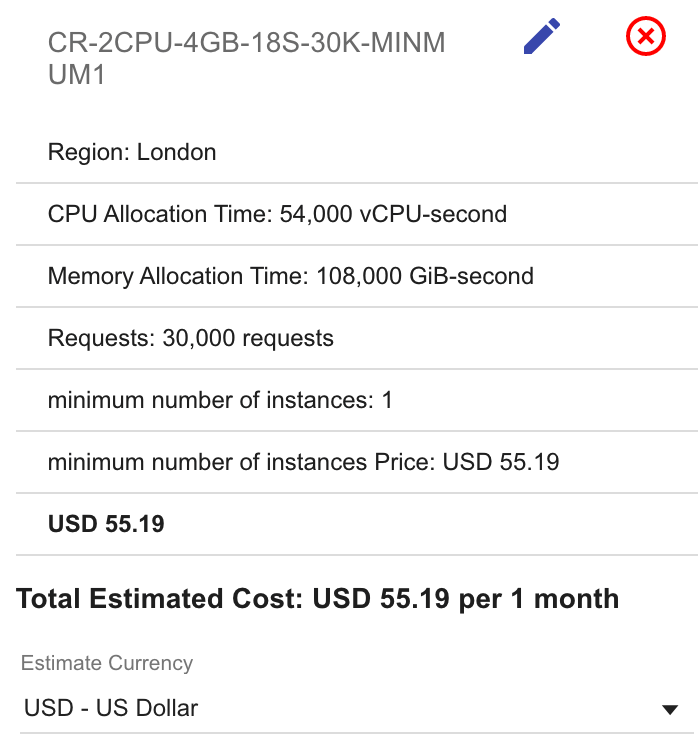 CR-2CPU-4GB-18S-30K-MINM
UM1
Region: London
CPU Allocation Time: 54,000 vCPU-second
Memory Allocation Time: 108,000 GiB-second
Requests: 30,000 requests
minimum number of instances: 1
minimum number of instances Price: USD 55.19
USD 55.19
Total Estimated Cost: USD 55.19 per 1 month
Estimate Currency
USD - US Dollar